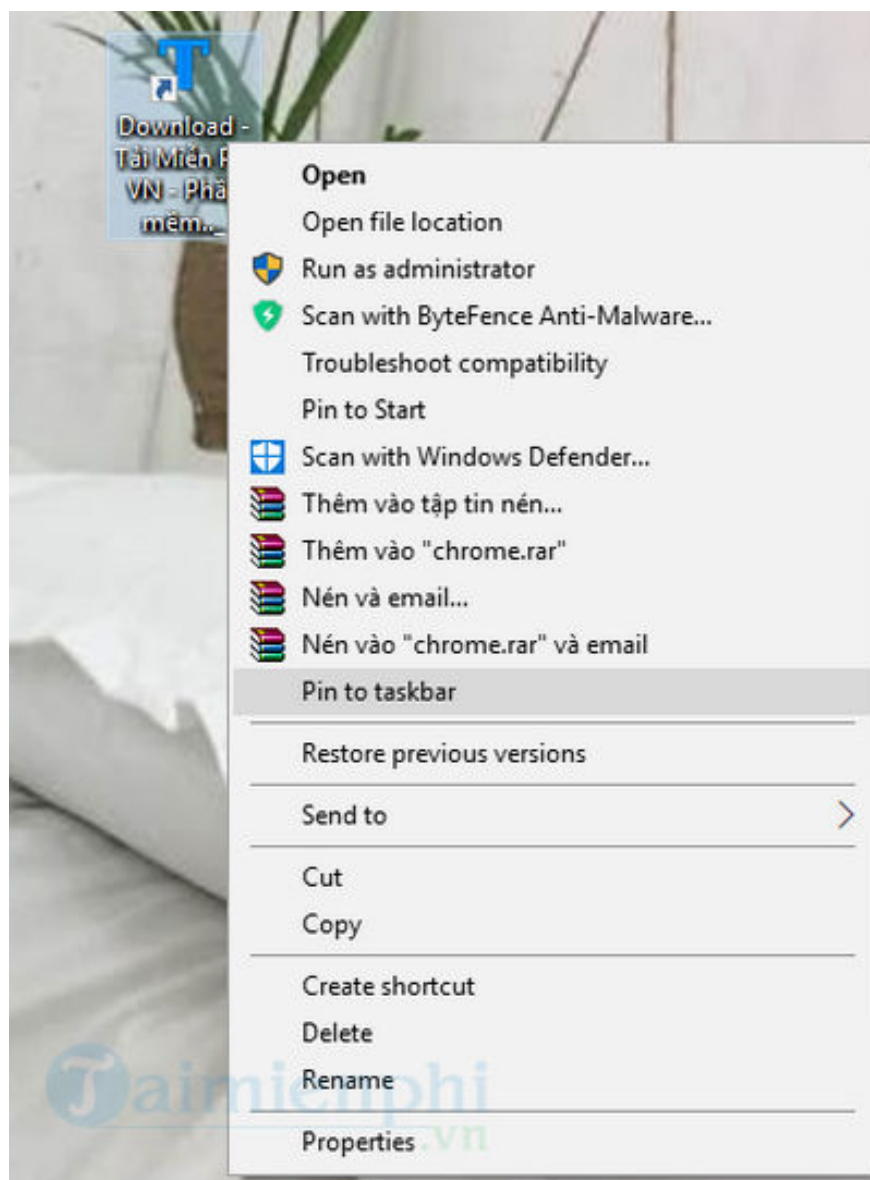 Download -
Tải Miễn
VN - Phầ
mềm..._
Open
Open file location
Run as administrator
Scan with ByteFence Anti-Malware...
Troubleshoot compatibility
Pin to Start
Scan with Windows Defender...
Thêm vào tập tin nén...
Thêm vào "chrome.rar"
Nén và email...
Nén vào "chrome.rar" và email
Pin to taskbar
Restore previous versions
Send to
Cut
Copy
Create shortcut
Delete
Rename
Properties
Taimienphi
.vn